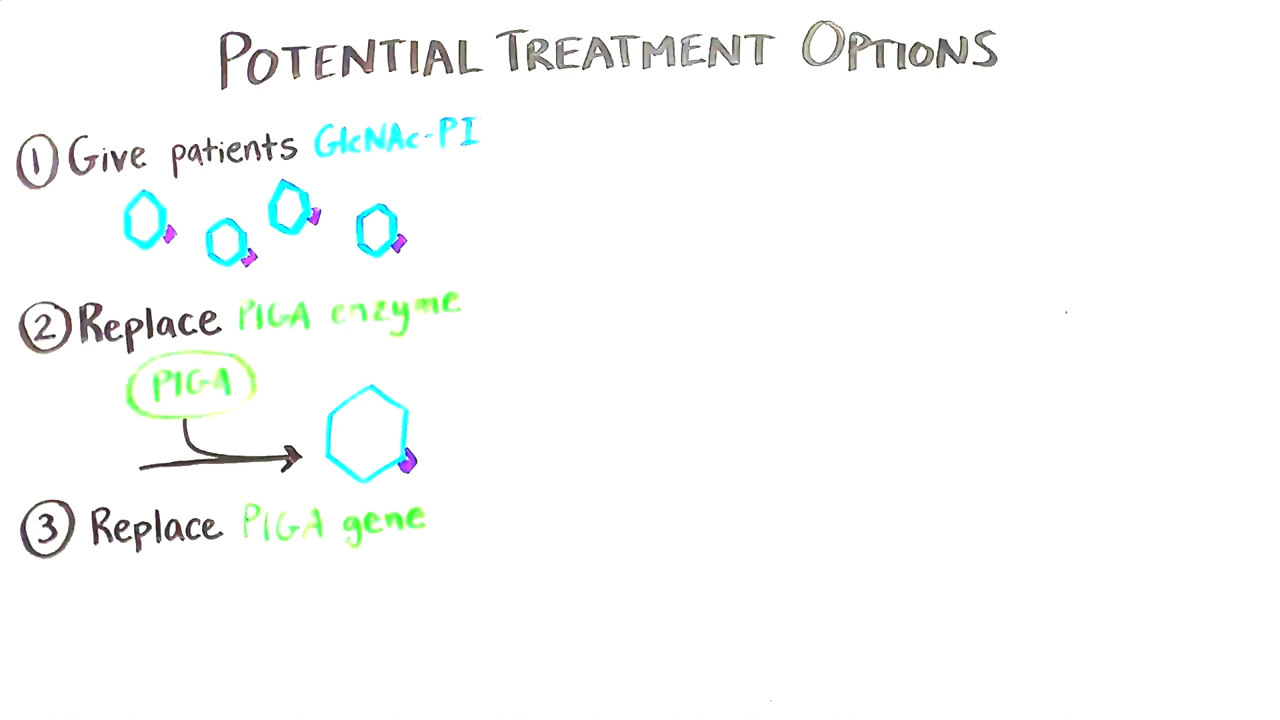 POTENTIAL TREATMENT OPTIONS
1 Give patients GlcNAc-PI
2 Replace PIGA enzyme
PIGA
3 Replace PIGA gene